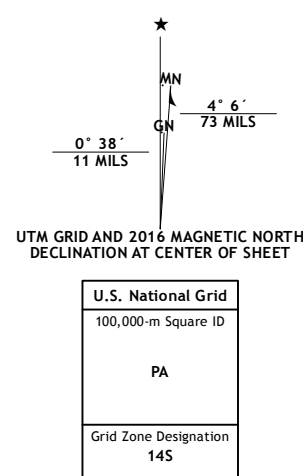 ★
MN
GN
4° 6´
73 MILS
0° 38´
11 MILS
UTM GRID AND 2016 MAGNETIC NORTH
DECLINATION AT CENTER OF SHEET
U.S. National Grid
100,000-m Square ID
PA
Grid Zone Designation
14S